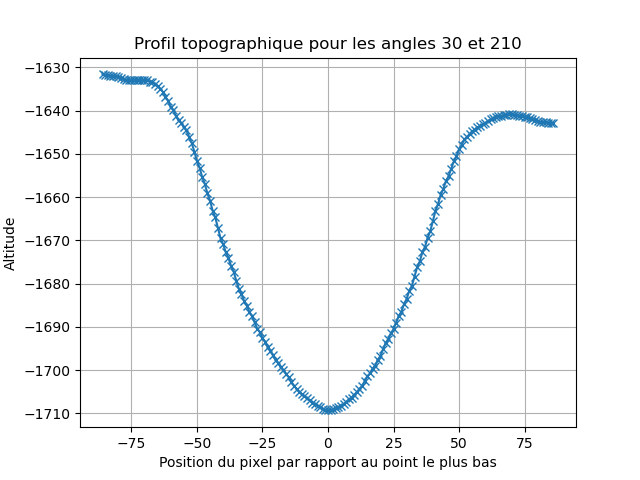 Profil topographique pour les angles 30 et 210
−1630
−1640
−1650
−1660
−1670
−1680
−1690
−1700
−1710
Altitude
−75 −50 −25 0 25 50 75
Position du pixel par rapport au point le plus bas